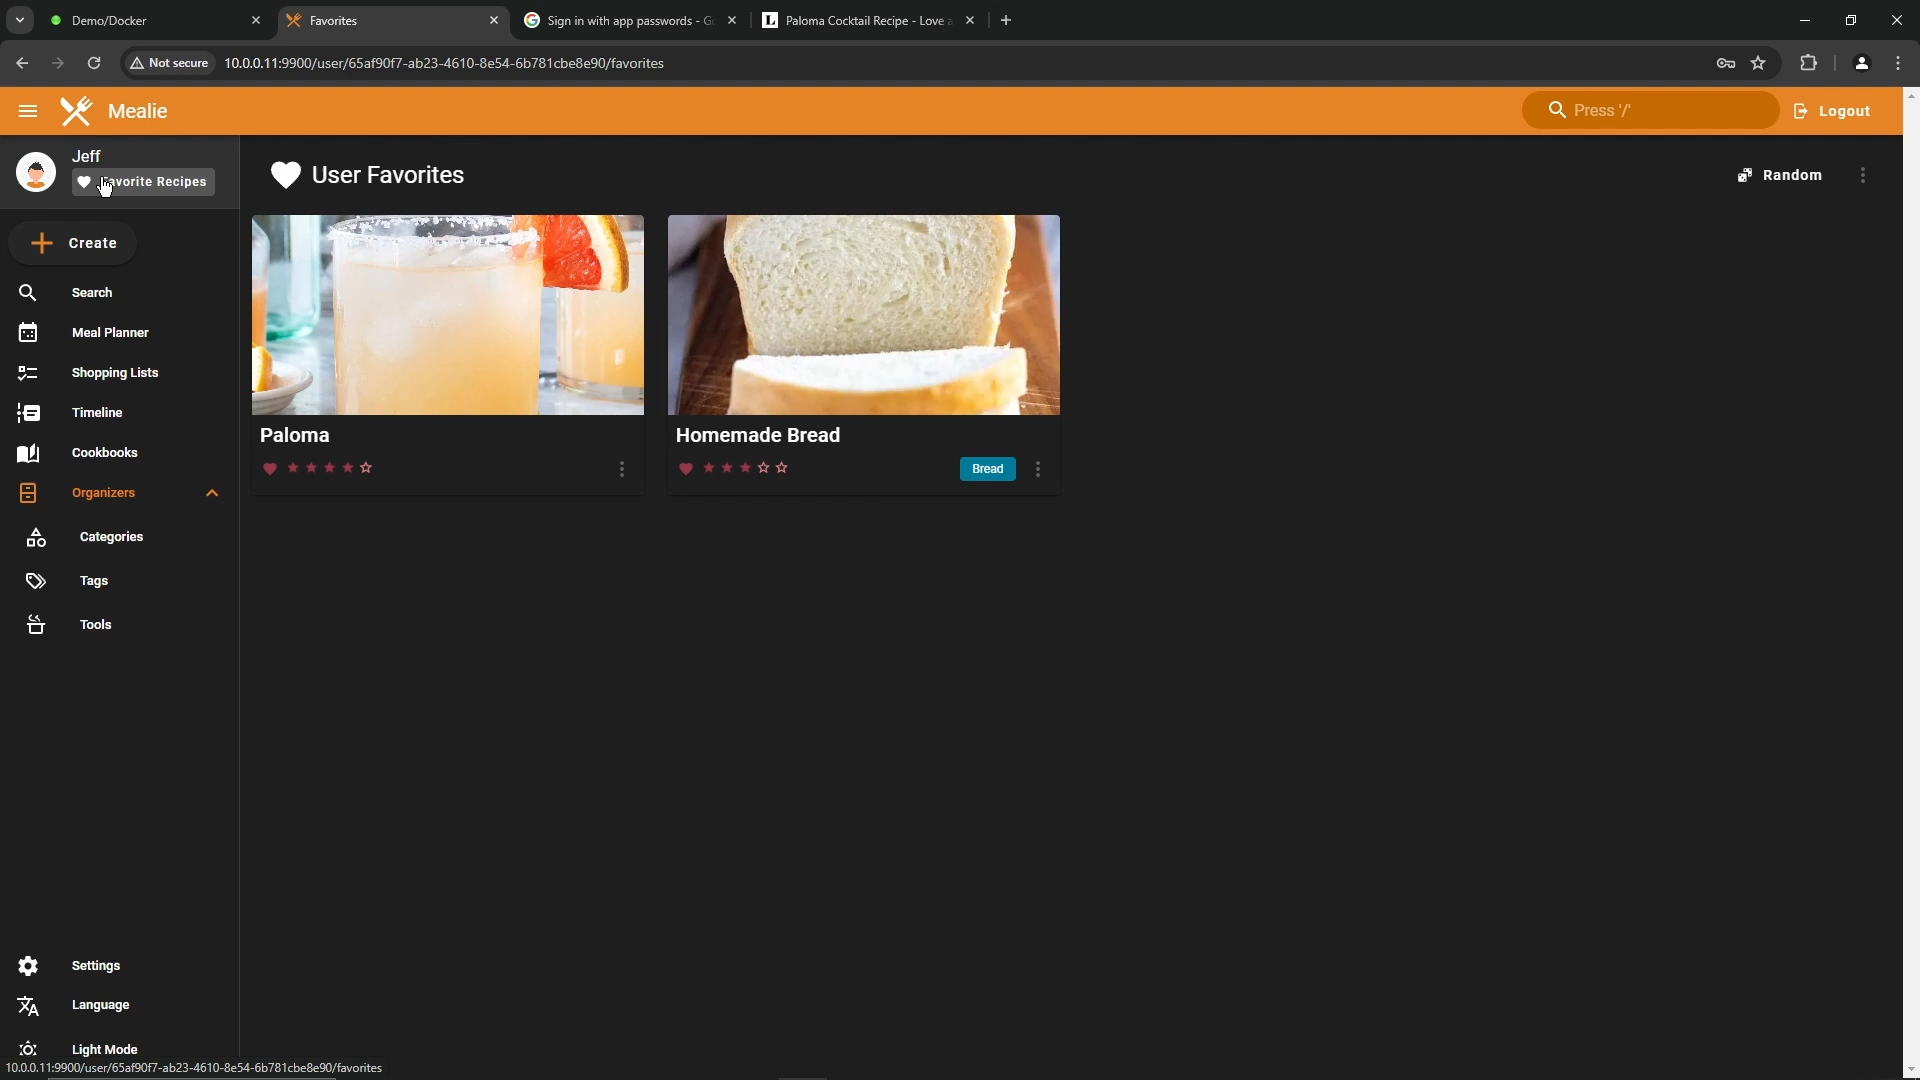 Demo/Docker
Favorites
Sign in with app passwords - G
Paloma Cocktail Recipe - Love a
Not secure
10.0.0.11:9900/user/65af90f7-ab23-4610-8e54-6b781cbe8e90/favorites
Mealie
Press '/'
Logout
Jeff
Favorite Recipes
User Favorites
Random
Create
Search
Meal Planner
Shopping Lists
Timeline
Cookbooks
Organizers
Categories
Tags
Tools
Paloma
Homemade Bread
Bread
Settings
Language
Light Mode
10.0.0.11:9900/user/65af90f7-ab23-4610-8e54-6b781cbe8e90/favorites